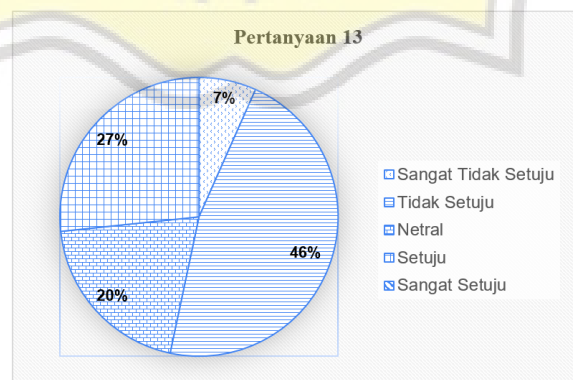 Pertanyaan 13
7%
27%
46%
20%
Sangat Tidak Setuju
Tidak Setuju
Netral
Setuju
Sangat Setuju